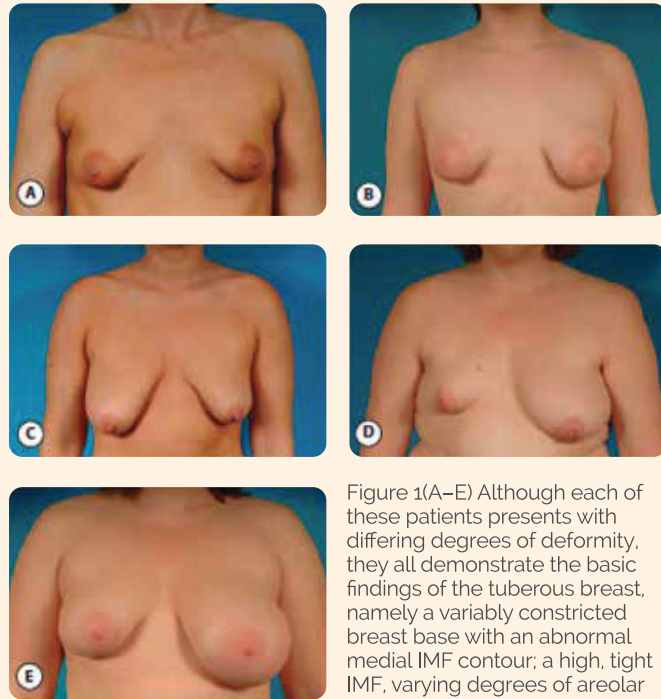 A
B
C
D
E
Figure 1(A–E) Although each of
these patients presents with
differing degrees of deformity,
they all demonstrate the basic
findings of the tuberous breast,
namely a variably constricted
breast base with an abnormal
medial IMF contour; a high, tight
IMF, varying degrees of areolar